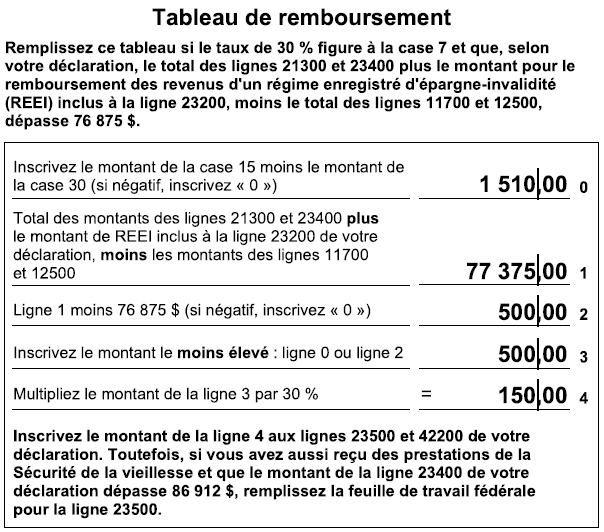 Tableau de remboursement
Remplissez ce tableau si le taux de 30 % figure à la case 7 et que, selon
votre déclaration, le total des lignes 21300 et 23400 plus le montant pour le
remboursement des revenus d'un régime enregistré d'épargne-invalidité
(REEI) inclus à la ligne 23200, moins le total des lignes 11700 et 12500,
dépasse 76 875 $.
Inscrivez le montant de la case 15 moins le montant de
la case 30 (si négatif, inscrivez « 0 ») 1 510,00 0
Total des montants des lignes 21300 et 23400 plus
le montant de REEI inclus à la ligne 23200 de votre
déclaration, moins les montants des lignes 11700
et 12500 77 375,00 1
Ligne 1 moins 76 875 $ (si négatif, inscrivez « 0 ») 500,00 2
Inscrivez le montant le moins élevé : ligne 0 ou ligne 2 500,00 3
Multipliez le montant de la ligne 3 par 30 % = 150,00 4
Inscrivez le montant de la ligne 4 aux lignes 23500 et 42200 de votre
déclaration. Toutefois, si vous avez aussi reçu des prestations de la
Sécurité de la vieillesse et que le montant de la ligne 23400 de votre
déclaration dépasse 86 912 $, remplissez la feuille de travail fédérale
pour la ligne 23500.